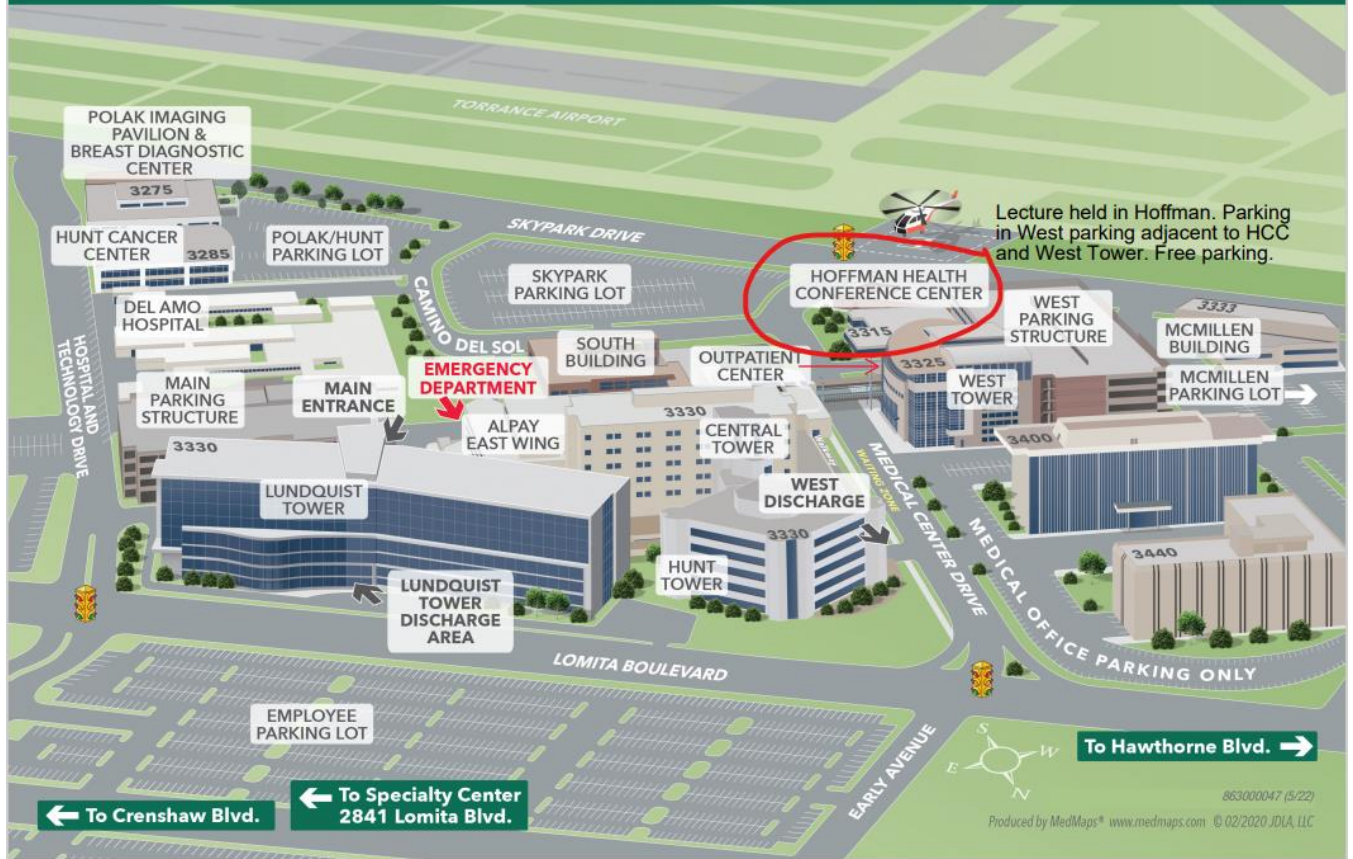 TORRANCE AIRPORT
POLAK IMAGING
PAVILION &
BREAST DIAGNOSTIC
CENTER
3275
HUNT CANCER
CENTER
3285
POLAK/HUNT
PARKING LOT
SKYPARK DRIVE
Lecture held in Hoffman. Parking
in West parking adjacent to HCC
and West Tower. Free parking.
SKYPARK
PARKING LOT
HOFFMAN HEALTH
CONFERENCE CENTER
3315
WEST
PARKING
STRUCTURE
3333
MCMILLEN
BUILDING
MCMILLEN
PARKING LOT
DEL AMO
HOSPITAL
CAMINO DEL SOL
SOUTH
BUILDING
OUTPATIENT
CENTER
3325
WEST
TOWER
HOSPITAL AND
TECHNOLOGY DRIVE
MAIN
PARKING
STRUCTURE
MAIN
ENTRANCE
EMERGENCY
DEPARTMENT
ALPAY
EAST WING
3330
CENTRAL
TOWER
3400
3330
LUNDQUIST
TOWER
WAITING ZONE
MEDICAL CENTER DRIVE
WEST
DISCHARGE
3330
HUNT
TOWER
3440
MEDICAL OFFICE PARKING ONLY
LUNDQUIST
TOWER
DISCHARGE
AREA
LOMITA BOULEVARD
EMPLOYEE
PARKING LOT
EARLY AVENUE
S
W
E
N
To Hawthorne Blvd.
To Crenshaw Blvd.
To Specialty Center
2841 Lomita Blvd.
863000047 (5/22)
Produced by MedMaps® www.medmaps.com © 02/2020 JDLA, LLC